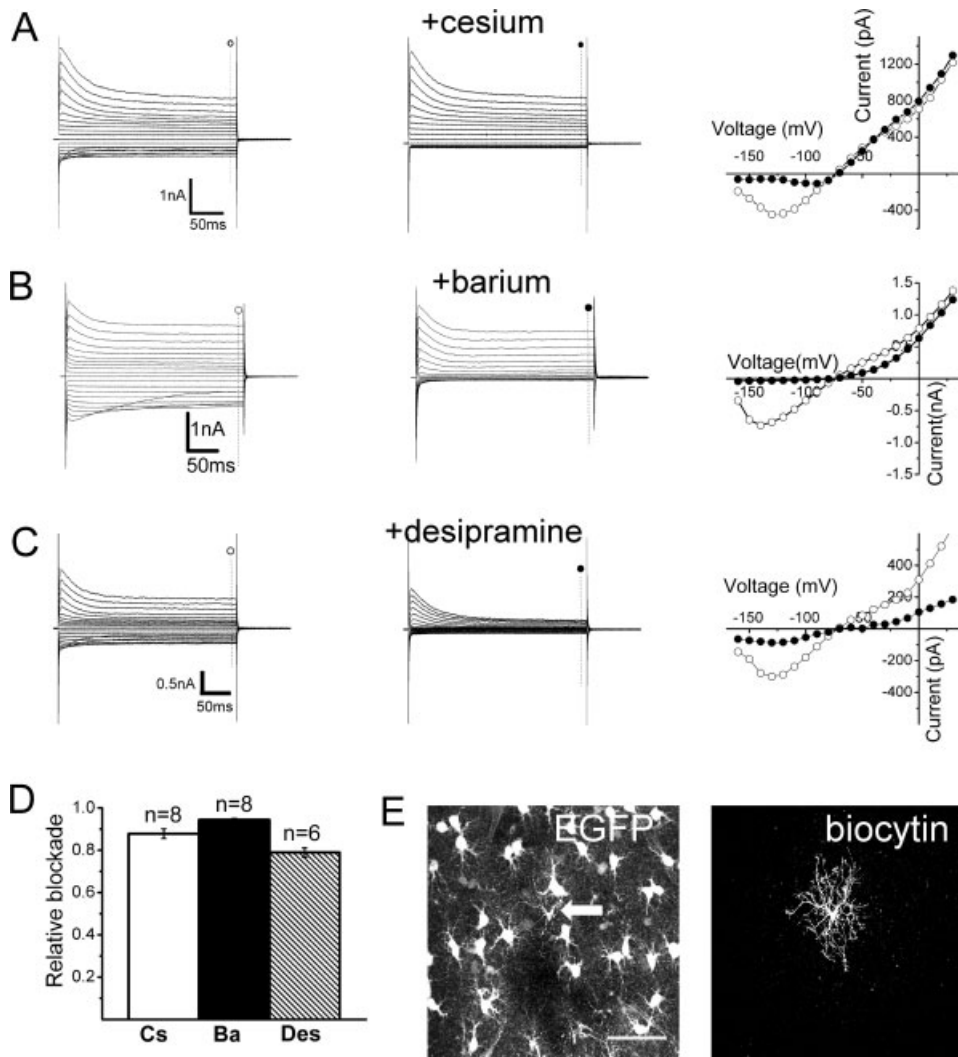 A
+cesium
1nA
50ms
Current (pA)
Voltage (mV)
1200
800
400
-400
-150
-100
-50
B
+barium
1nA
50ms
1.5
1.0
0.5
-0.5
-1.0
-1.5
Voltage(mV)
-150
-100
-50
Current(nA)
C
+desipramine
0.5nA
50ms
400
200
-200
-400
Voltage (mV)
-150
-100
-50
Current (pA)
D
Relative blockade
1.0
0.8
0.6
0.4
0.2
n=8
n=8
n=6
Cs
Ba
Des
E
EGFP
biocytin